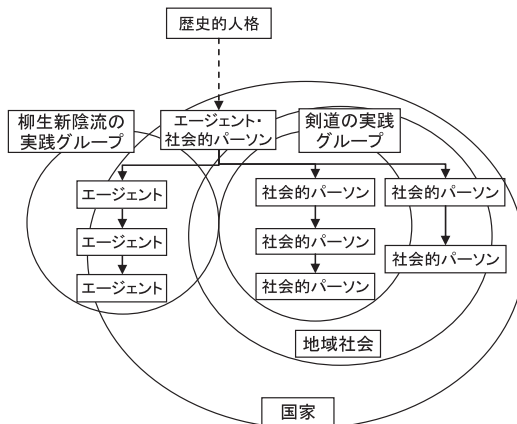 歴史的人格
柳生新陰流の
実践グループ
エージェント・
社会的パーソン
剣道の実践
グループ
エージェント
社会的パーソン
社会的パーソン
エージェント
社会的パーソン
社会的パーソン
エージェント
社会的パーソン
地域社会
国家